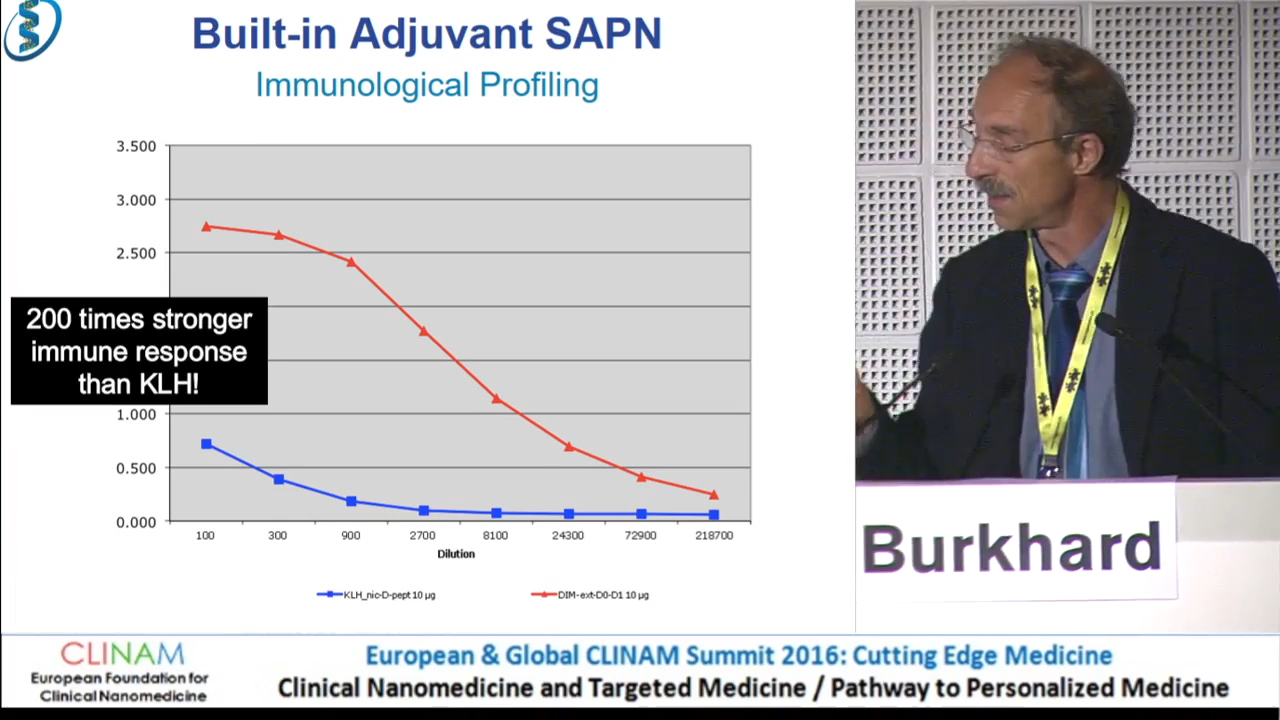 Built-in Adjuvant SAPN
Immunological Profiling
3.500
3.000
2.500
200 times stronger
immune response
than KLH!
1.000
0.500
0.000
100 300 900 2700 8100 24300 72900 218700
Dilution
KLH_nic-D-pept 10 µg DIM-ext-D0-D1 10 µg
Burkhard
CLINAM
European Foundation for
Clinical Nanomedicine
European & Global CLINAM Summit 2016: Cutting Edge Medicine
Clinical Nanomedicine and Targeted Medicine / Pathway to Personalized Medicine